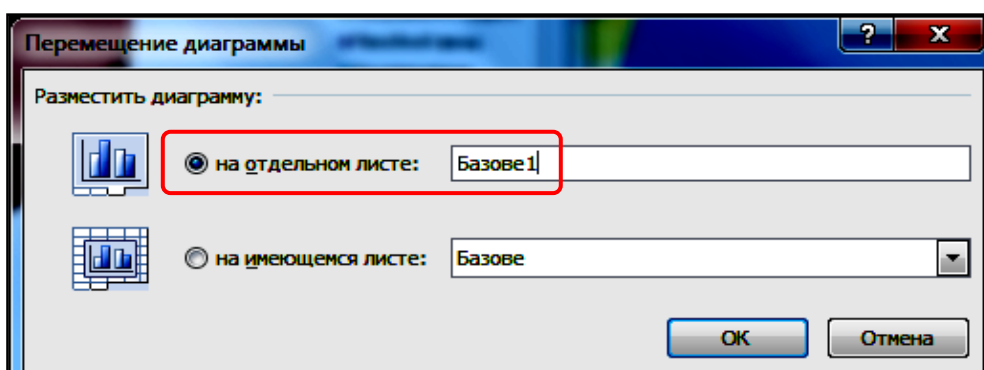 Перемещение диаграммы
? X
Разместить диаграмму:
на отдельном листе: Базове1
на имеющемся листе: Базове
ОК Отмена